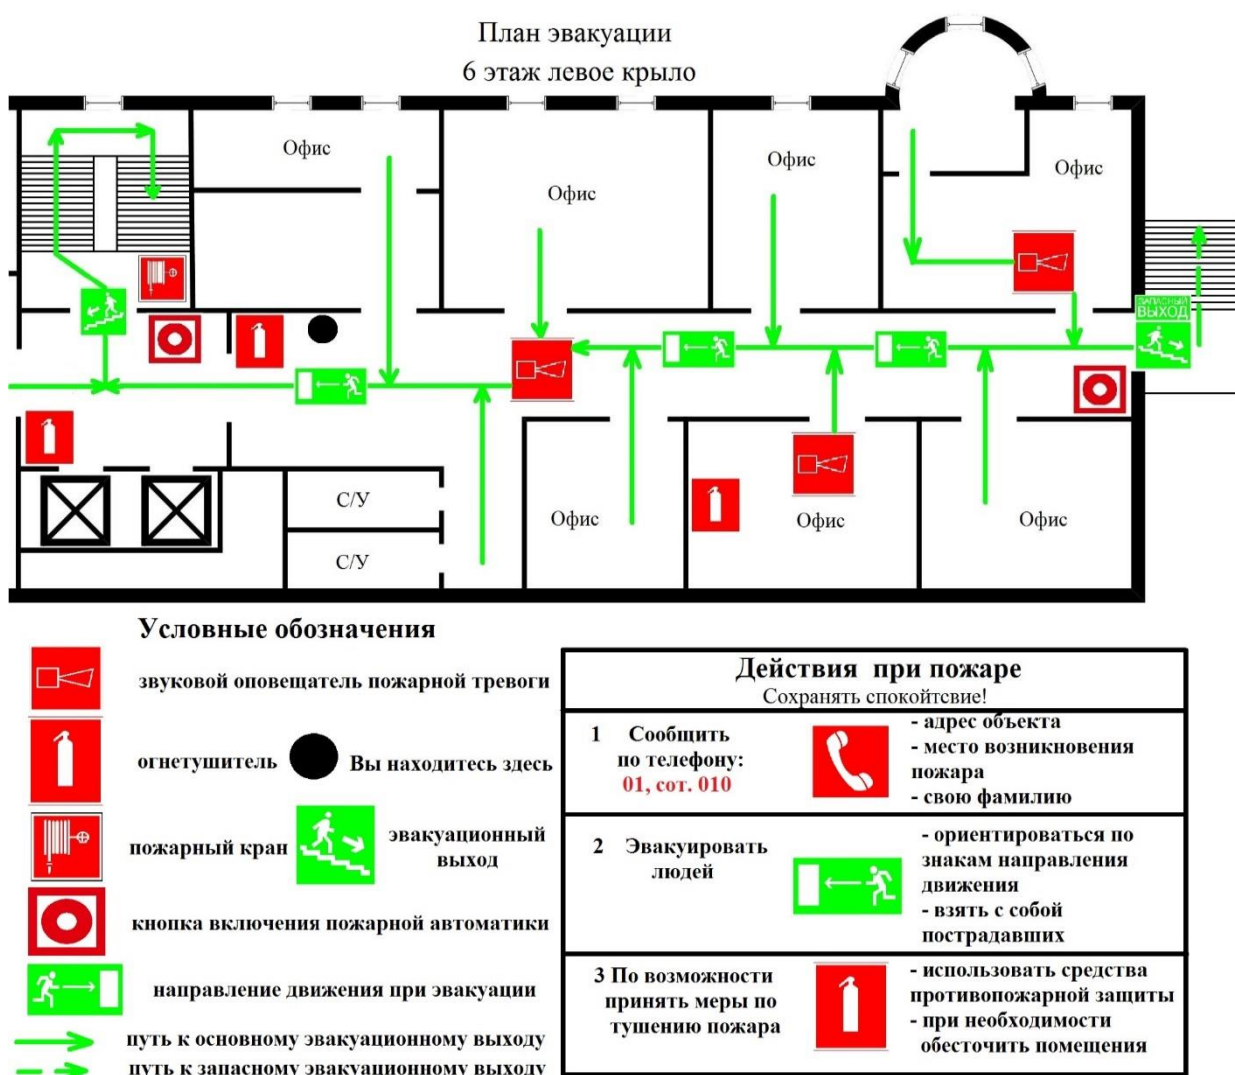 План эвакуации
6 этаж левое крыло
Офис
Офис
Офис
Офис
ЗАПАСНЫЙ
ВЫХОД
С/У
С/У
Офис
Офис
Офис
Условные обозначения
звуковой оповещатель пожарной тревоги
огнетушитель
Вы находитесь здесь
пожарный кран
эвакуационный
выход
кнопка включения пожарной автоматики
направление движения при эвакуации
путь к основному эвакуационному выходу
путь к запасному эвакуационному выходу
Действия при пожаре
Сохранять спокойтсвие!
1 Сообщить
по телефону:
01, сот. 010
- адрес объекта
- место возникновения
пожара
- свою фамилию
2 Эвакуировать
людей
- ориентироваться по
знакам направления
движения
- взять с собой
пострадавших
3 По возможности
принять меры по
тушению пожара
- использовать средства
противопожарной защиты
- при необходимости
обесточить помещения